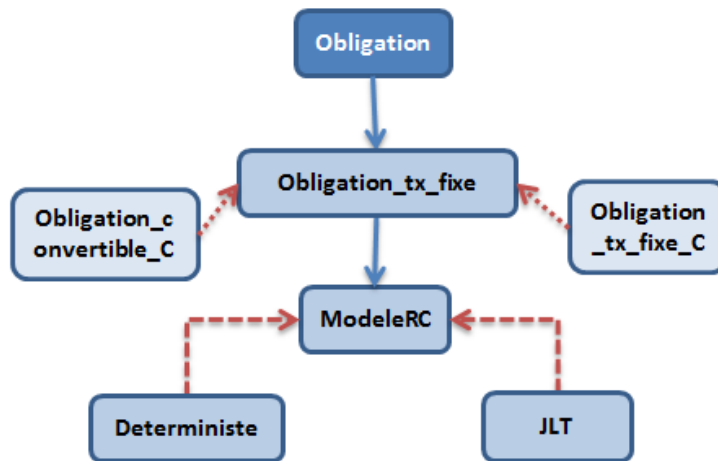 Obligation
Obligation_tx_fixe
Obligation_c
onvertible_C
Obligation
_tx_fixe_C
ModeleRC
Deterministe
JLT